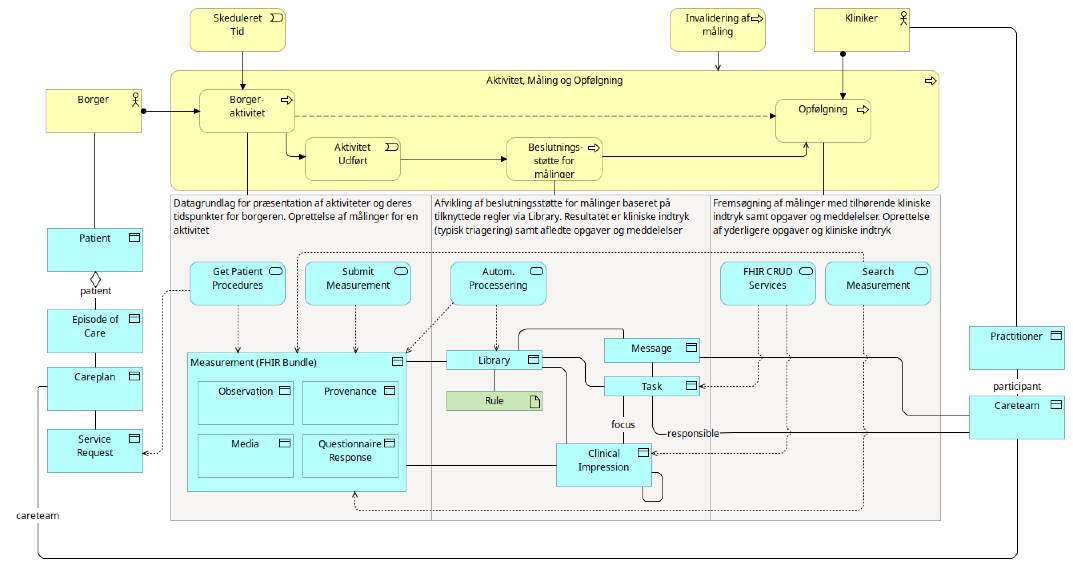 Skeduleret
Tid
Invalidering af
måling
Kliniker
Aktivitet, Måling og Opfølgning
Borger
Borger-
aktivitet
Opfølgning
Aktivitet
Udført
Beslutnings-
støtte for
målinger
Datagrundlag for præsentation af aktiviteter og deres
tidspunkter for borgeren. Oprettelse af målinger for en
aktivitet
Afvikling af beslutningsstøtte for målinger baseret på
tilknyttede regler via Library. Resultatet er kliniske indtryk
(typisk triagering) samt afledte opgaver og meddelelser
Fremsøgning af målinger med tilhørende kliniske
indtryk samt opgaver og meddelelser. Oprettelse
af yderligere opgaver og kliniske indtryk
Patient
patient
Get Patient
Procedures
Submit
Measurement
Autom.
Processering
FHIR CRUD
Services
Search
Measurement
Episode of
Care
Careplan
Service
Request
Measurement (FHIR Bundle)
Observation
Provenance
Media
Questionnaire
Response
Library
Rule
Message
Task
focus
responsible
Clinical
Impression
Practitioner
participant
Careteam
careteam